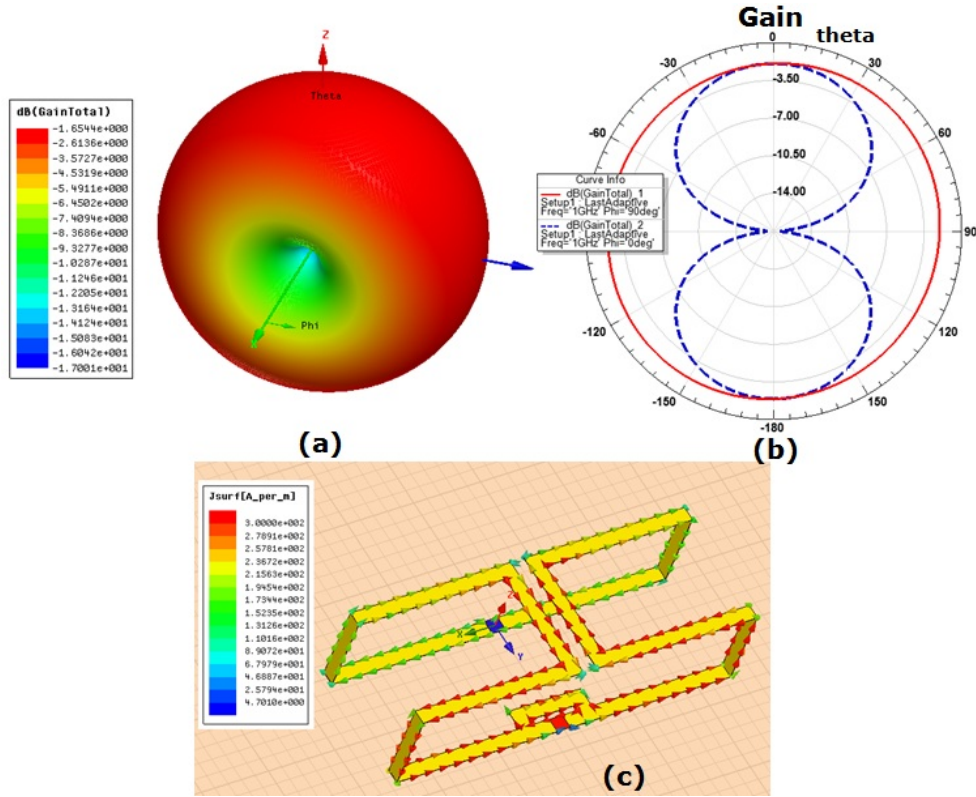 Z
Theta
dB(GainTotal)
-1.6544e+000
-2.6136e+000
-3.5727e+000
-4.5319e+000
-5.4911e+000
-6.4502e+000
-7.4094e+000
-8.3686e+000
-9.3277e+000
-1.0287e+001
-1.1246e+001
-1.2205e+001
-1.3164e+001
-1.4124e+001
-1.5083e+001
-1.6042e+001
-1.7001e+001
Phi
X
(a)
Gain
theta
0
-30
30
-3.50
-7.00
-60
60
-10.50
-14.00
Curve Info
dB(GainTotal)_1
Setup1 : LastAdaptive
Freq='1GHz' Phi='90deg'
dB(GainTotal)_2
Setup1 : LastAdaptive
Freq='1GHz' Phi='0deg'
90
-120
120
-150
150
-180
(b)
Jsurf[A_per_m]
3.0000e+002
2.7891e+002
2.5781e+002
2.3672e+002
2.1563e+002
1.9454e+002
1.7344e+002
1.5235e+002
1.3126e+002
1.1016e+002
8.9072e+001
6.7979e+001
4.6887e+001
2.5794e+001
4.7010e+000
Z
X
Y
(c)